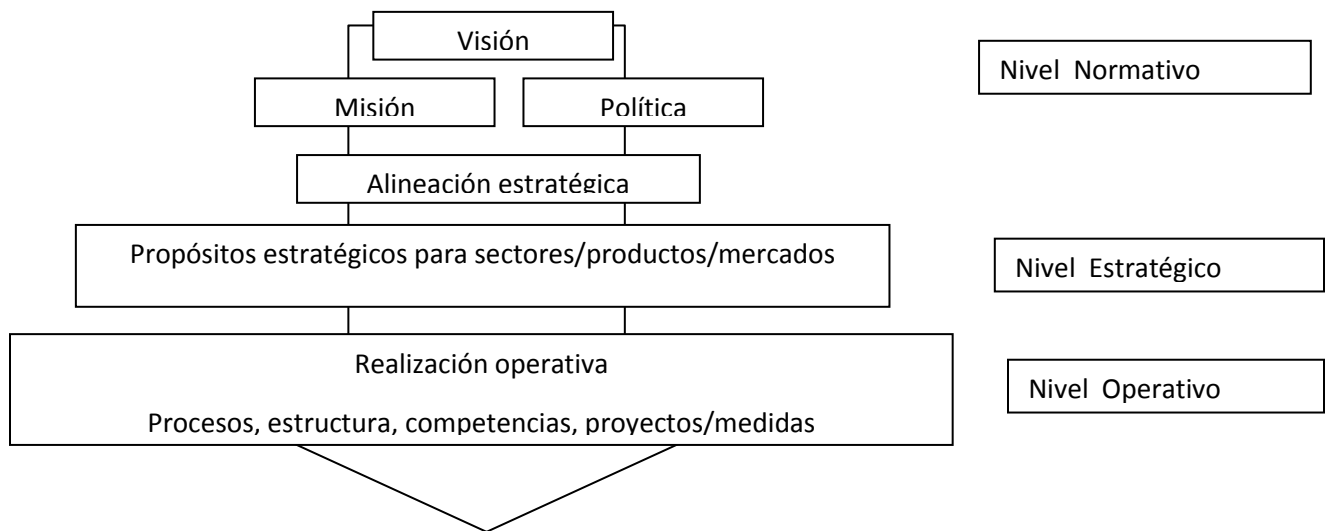 Visión
Nivel Normativo
Misión
Política
Alineación estratégica
Propósitos estratégicos para sectores/productos/mercados
Nivel Estratégico
Realización operativa
Nivel Operativo
Procesos, estructura, competencias, proyectos/medidas